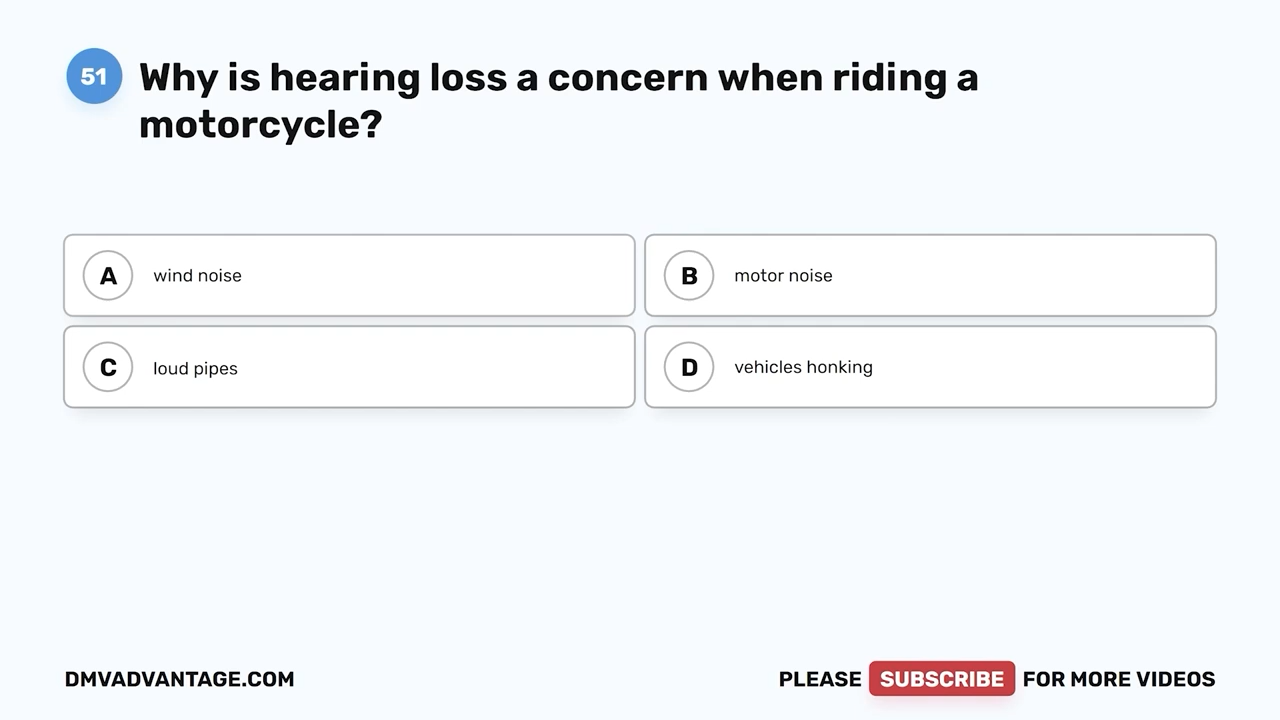 51
Why is hearing loss a concern when riding a
motorcycle?
A wind noise
B motor noise
C loud pipes
D vehicles honking
DMVADVANTAGE.COM
PLEASE SUBSCRIBE FOR MORE VIDEOS